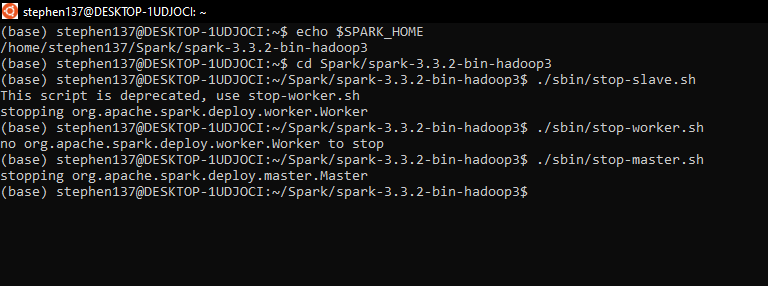 stephen137@DESKTOP-1UDJOCI: ~
(base) stephen137@DESKTOP-1UDJOCI:~$ echo $SPARK_HOME
/home/stephen137/Spark/spark-3.3.2-bin-hadoop3
(base) stephen137@DESKTOP-1UDJOCI:~$ cd Spark/spark-3.3.2-bin-hadoop3
(base) stephen137@DESKTOP-1UDJOCI:~/Spark/spark-3.3.2-bin-hadoop3$ ./sbin/stop-slave.sh
This script is deprecated, use stop-worker.sh
stopping org.apache.spark.deploy.worker.Worker
(base) stephen137@DESKTOP-1UDJOCI:~/Spark/spark-3.3.2-bin-hadoop3$ ./sbin/stop-worker.sh
no org.apache.spark.deploy.worker.Worker to stop
(base) stephen137@DESKTOP-1UDJOCI:~/Spark/spark-3.3.2-bin-hadoop3$ ./sbin/stop-master.sh
stopping org.apache.spark.deploy.master.Master
(base) stephen137@DESKTOP-1UDJOCI:~/Spark/spark-3.3.2-bin-hadoop3$